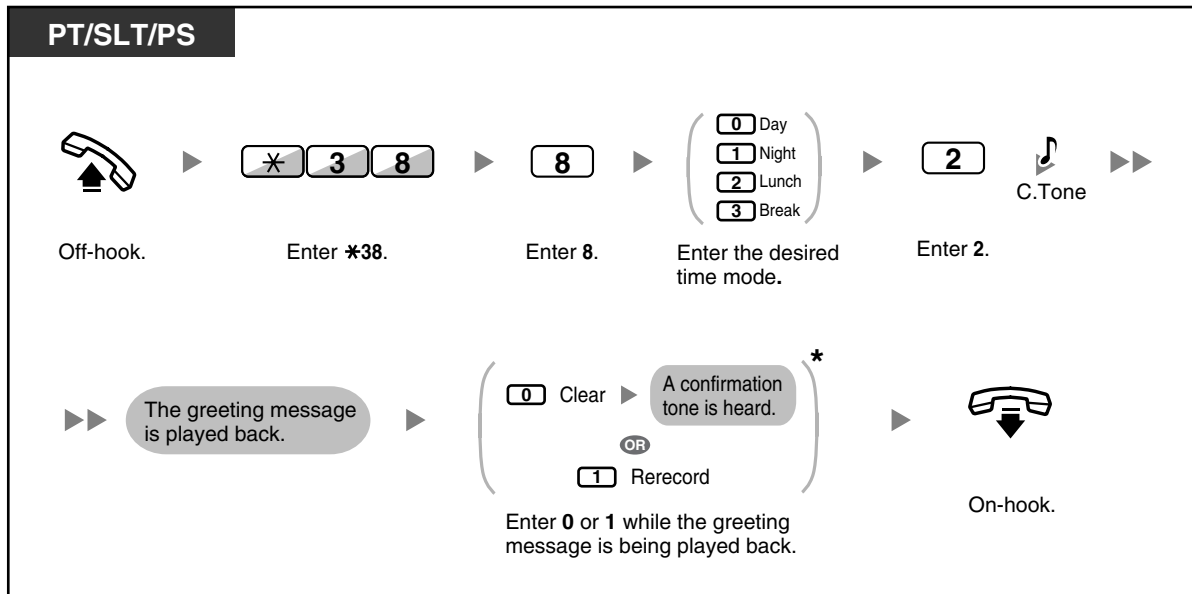 PT/SLT/PS
0 Day
1 Night
2 Lunch
3 Break
* 3 8
8
2
C.Tone
Off-hook.
Enter *38.
Enter 8.
Enter the desired
time mode.
Enter 2.
The greeting message
is played back.
0 Clear
A confirmation
tone is heard.
*
OR
1 Rerecord
Enter 0 or 1 while the greeting
message is being played back.
On-hook.